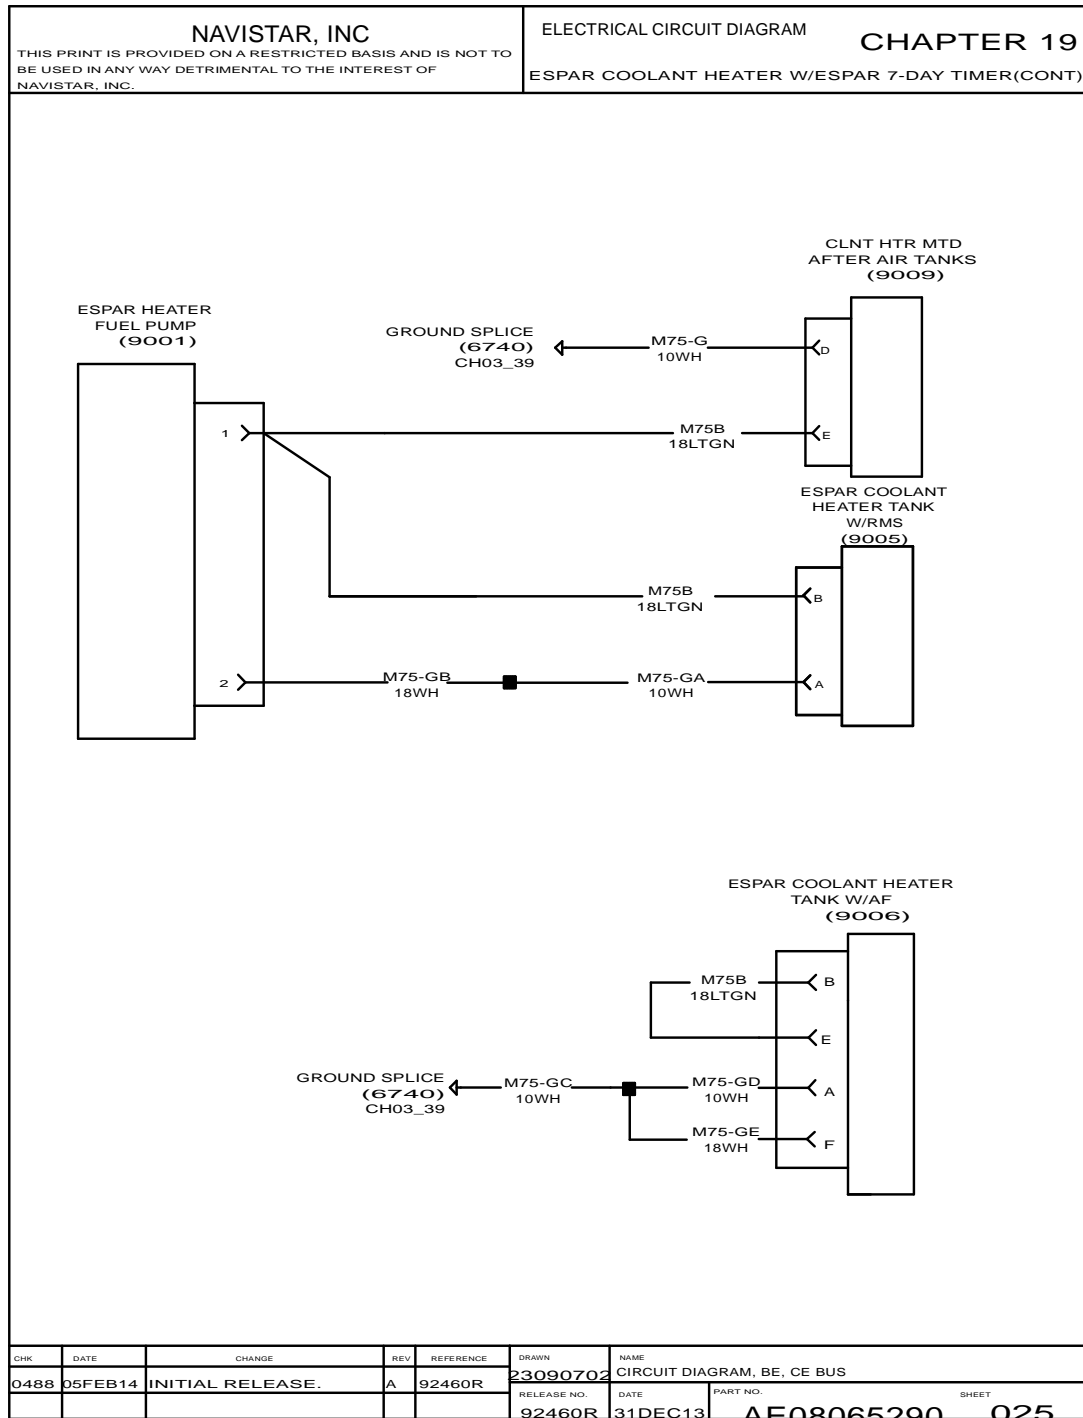 NAVISTAR, INC
THIS PRINT IS PROVIDED ON A RESTRICTED BASIS AND IS NOT TO
BE USED IN ANY WAY DETRIMENTAL TO THE INTEREST OF
NAVISTAR, INC.
ELECTRICAL CIRCUIT DIAGRAM
CHAPTER 19
ESPAR COOLANT HEATER W/ESPAR 7-DAY TIMER(CONT)
CLNT HTR MTD
AFTER AIR TANKS
(9009)
ESPAR HEATER
FUEL PUMP
(9001)
GROUND SPLICE
(6740)
CH03_39
M75-G
10WH
D
1
M75B
18LTGN
E
ESPAR COOLANT
HEATER TANK
W/RMS
(9005)
M75B
18LTGN
B
2
M75-GB
18WH
M75-GA
10WH
A
ESPAR COOLANT HEATER
TANK W/AF
(9006)
M75B
18LTGN
B
E
GROUND SPLICE
(6740)
CH03_39
M75-GC
10WH
M75-GD
10WH
A
M75-GE
18WH
F
CHK DATE CHANGE REV REFERENCE
0488 05FEB14 INITIAL RELEASE. A 92460R
DRAWN
23090702
NAME
CIRCUIT DIAGRAM, BE, CE BUS
RELEASE NO.
92460R
DATE
31DEC13
PART NO.
AE08065290
SHEET
025